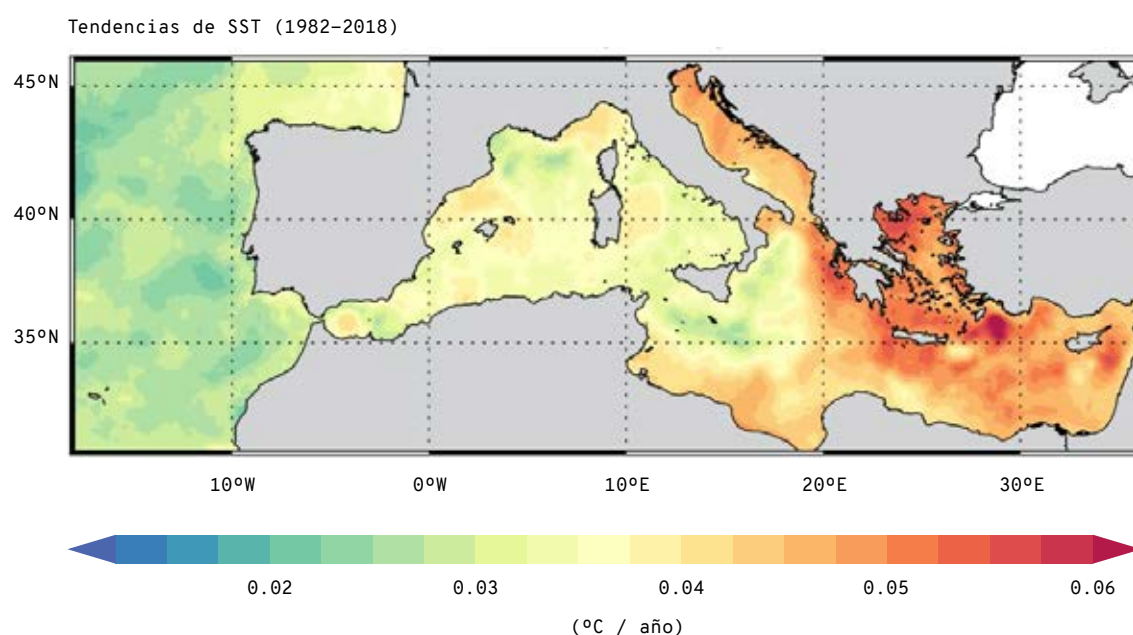 Tendencias de SST (1982–2018)
45ºN
40ºN
35ºN
10ºW 0ºW 10ºE 20ºE 30ºE
0.02 0.03 0.04 0.05 0.06
(ºC / año)